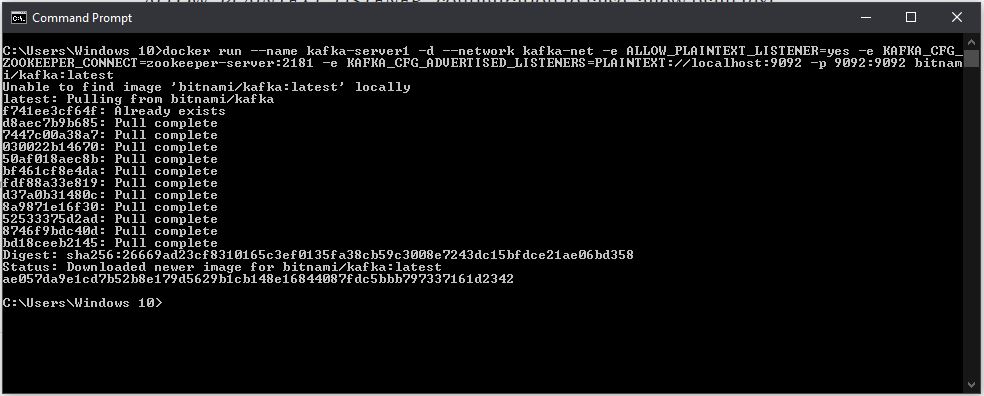 Command Prompt
C:\Users\Windows 10>docker run --name kafka-server1 -d --network kafka-net -e ALLOW_PLAINTEXT_LISTENER=yes -e KAFKA_CFG_
ZOOKEEPER_CONNECT=zookeeper-server:2181 -e KAFKA_CFG_ADVERTISED_LISTENERS=PLAINTEXT://localhost:9092 -p 9092:9092 bitnam
i/kafka:latest
Unable to find image 'bitnami/kafka:latest' locally
latest: Pulling from bitnami/kafka
f741ee3cf64f: Already exists
d8aec7b9b685: Pull complete
7447c00a38a7: Pull complete
030022b14670: Pull complete
50af018aec8b: Pull complete
bf461cf8e4da: Pull complete
fdf88a33e819: Pull complete
d37a0b31480c: Pull complete
8a9871e16f30: Pull complete
52533375d2ad: Pull complete
8746f9bdc40d: Pull complete
bd18ceeb2145: Pull complete
Digest: sha256:26669ad23cf8310165c3ef0135fa38cb59c3008e7243dc15bfdce21ae06bd358
Status: Downloaded newer image for bitnami/kafka:latest
ae057da9e1cd7b52b8e179d5629b1cb148e16844087fdc5bbb797337161d2342
C:\Users\Windows 10>